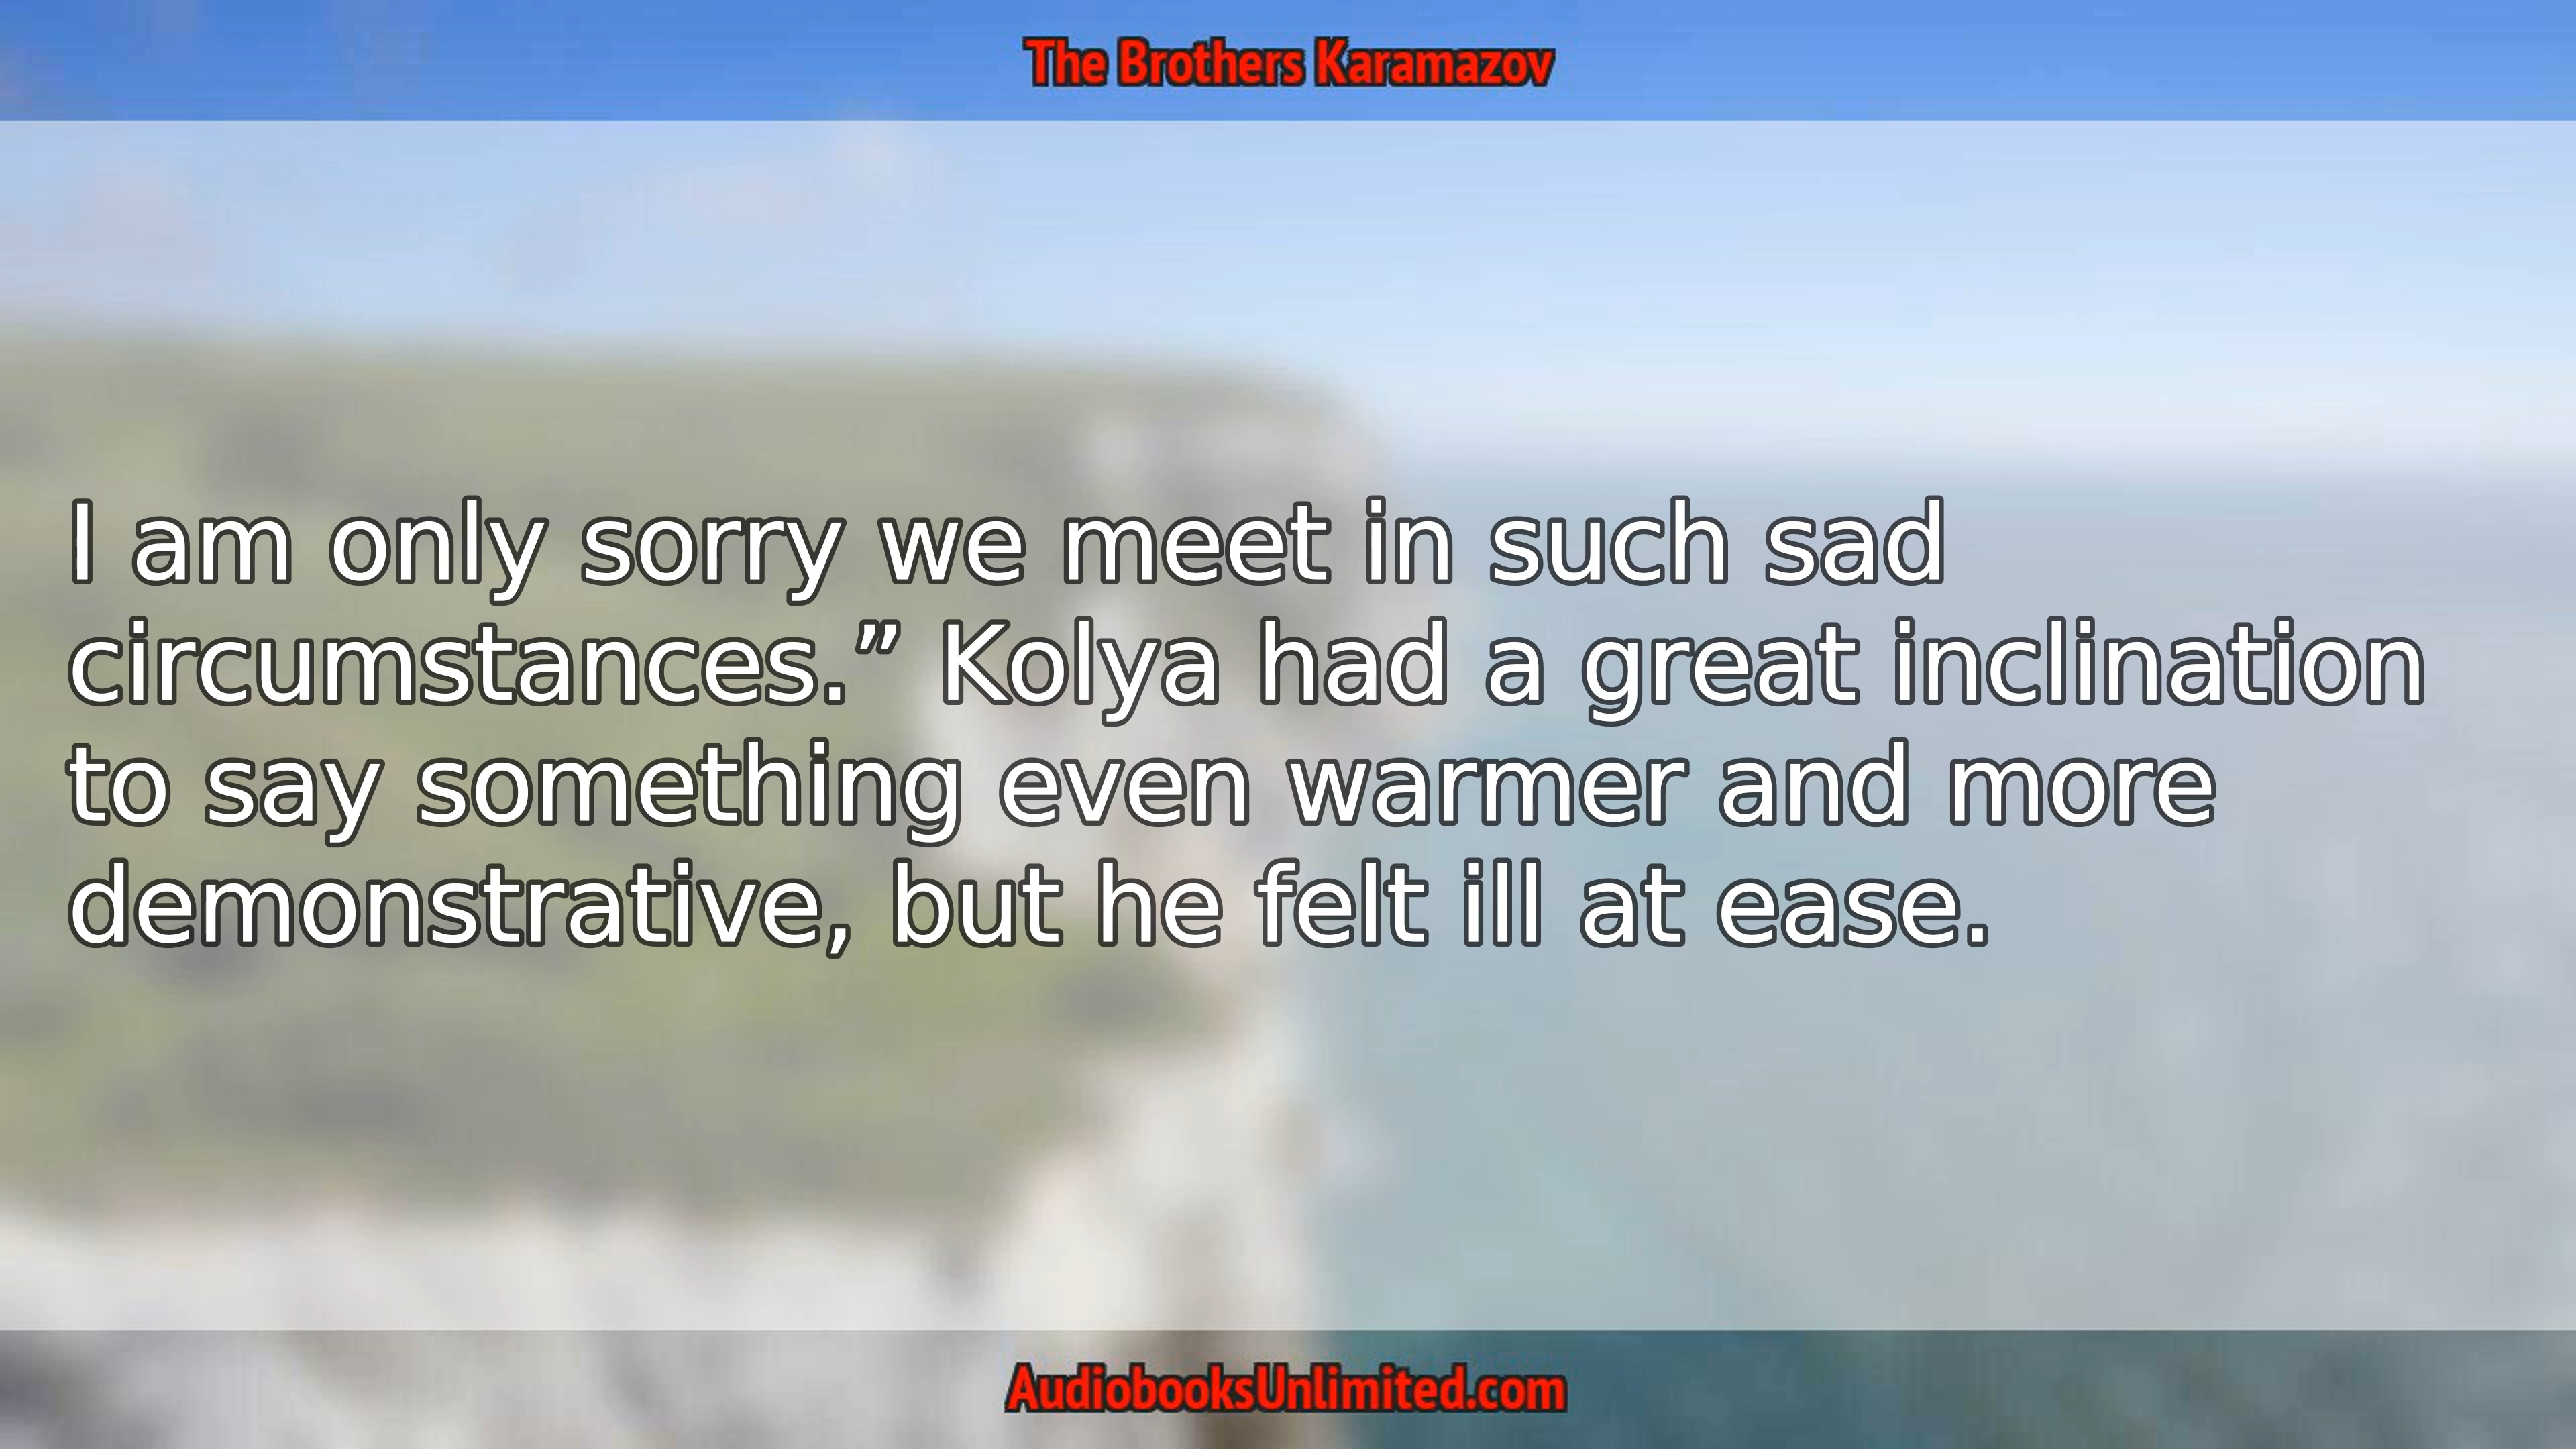 The Brothers Karamazov
I am only sorry we meet in such sad
circumstances.” Kolya had a great inclination
to say something even warmer and more
demonstrative, but he felt ill at ease.
AudiobooksUnlimited.com